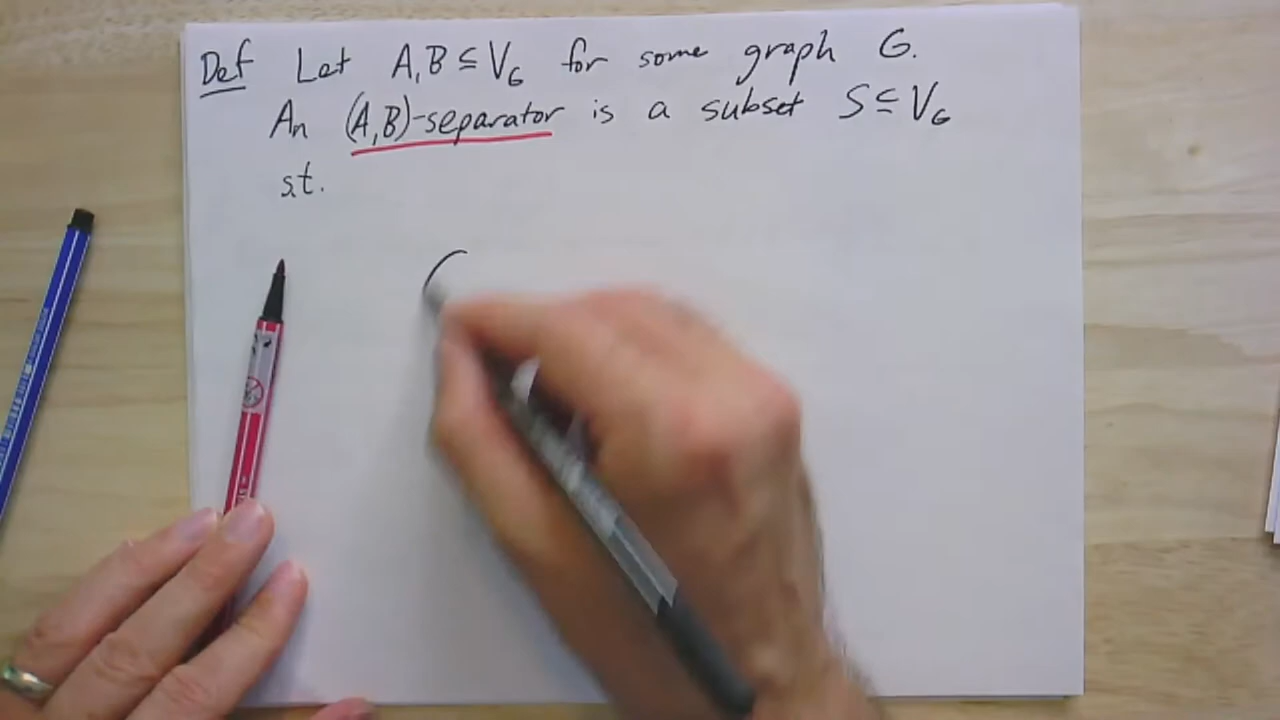 Def Let A,B ⊆ V_G for some graph G.
An (A,B)-separator is a subset S ⊆ V_G
s.t.